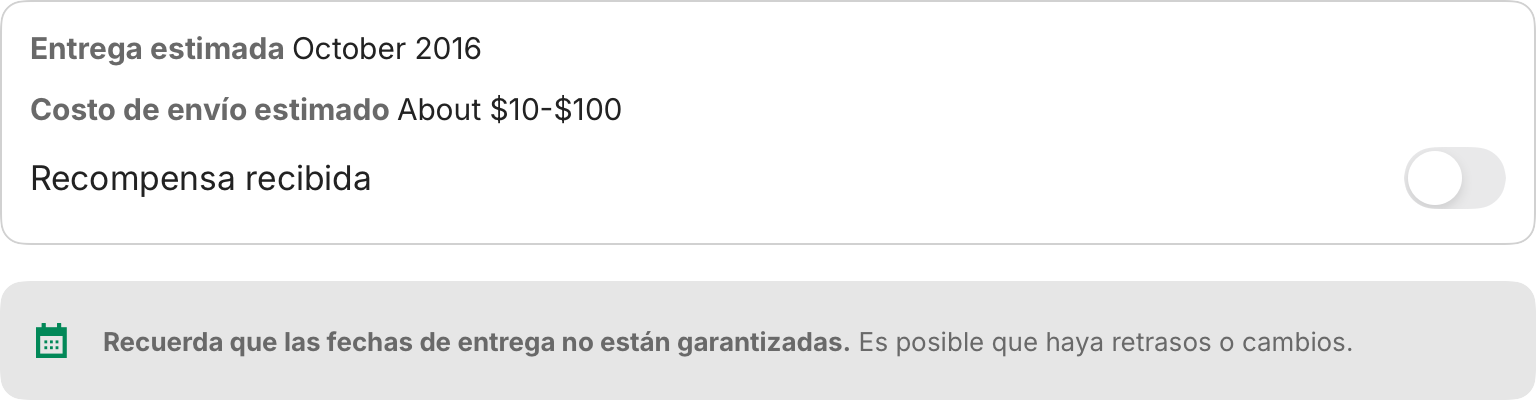 Entrega estimada October 2016
Costo de envío estimado About $10-$100
Recompensa recibida
Recuerda que las fechas de entrega no están garantizadas. Es posible que haya retrasos o cambios.